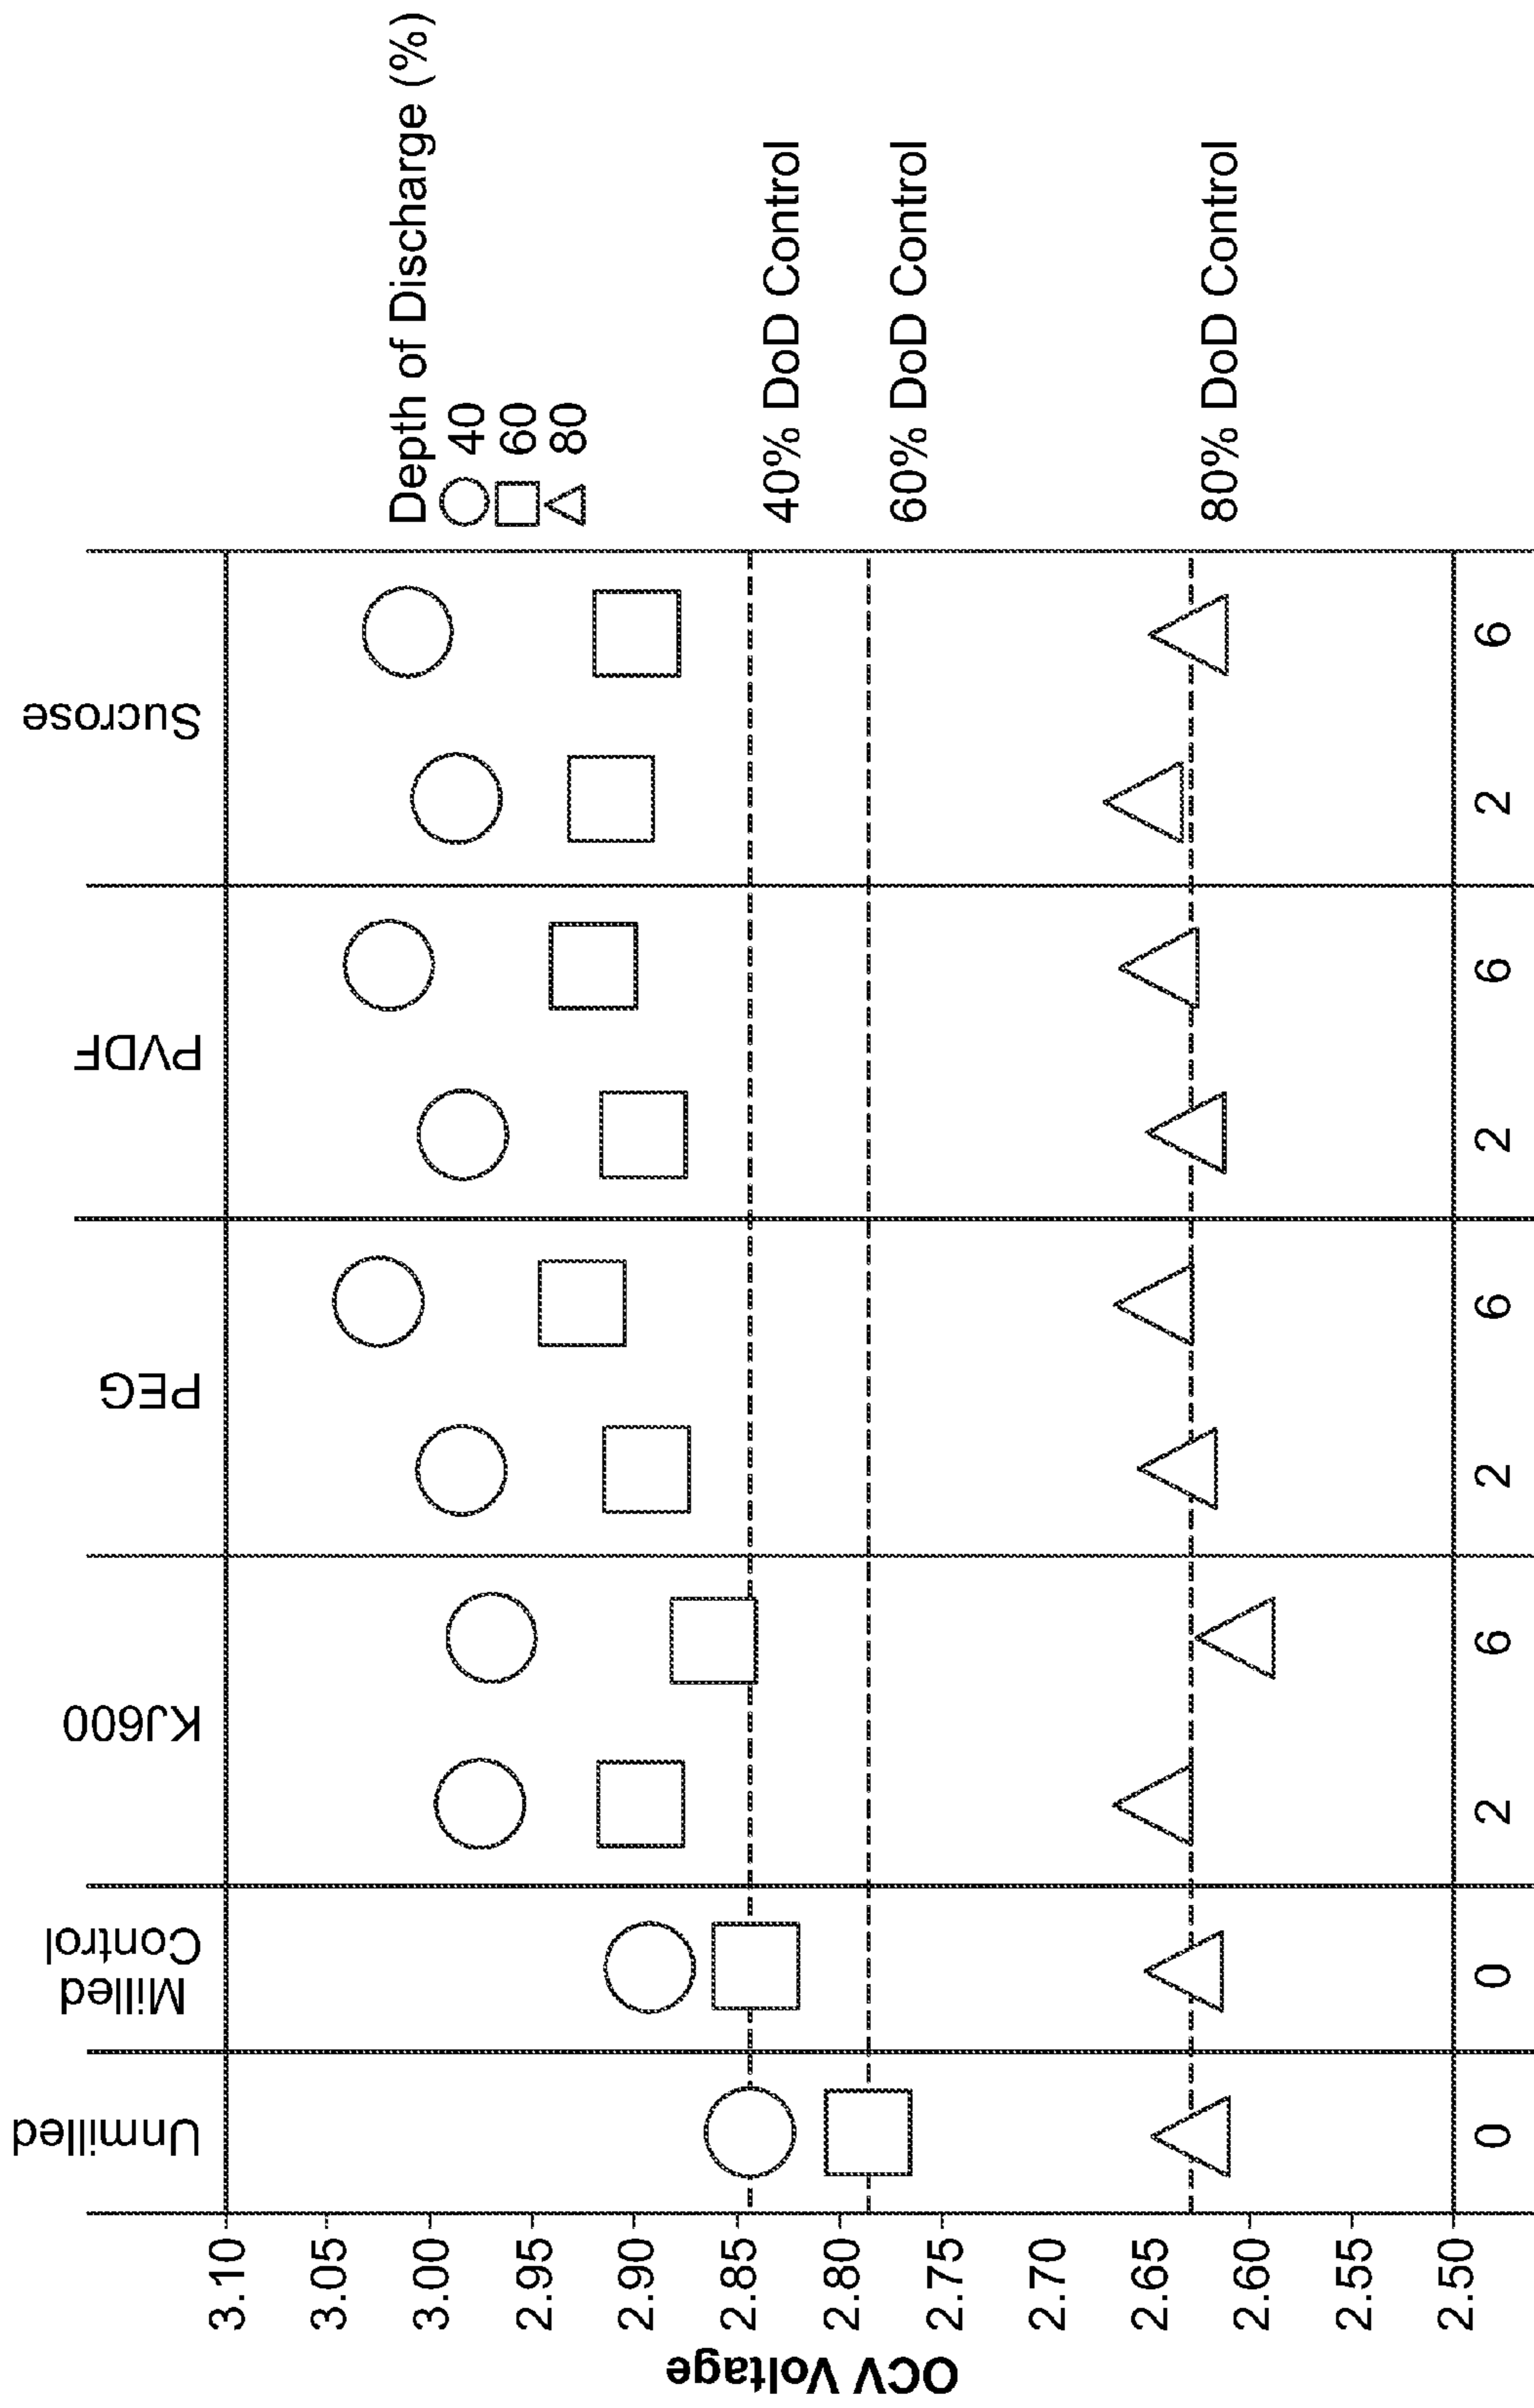 Unmilled
Milled
Control
KJ600
PEG
PVDF
Sucrose
OCV Voltage
3.10
3.05
3.00
2.95
2.90
2.85
2.80
2.75
2.70
2.65
2.60
2.55
2.50
0
0
2
6
2
6
2
6
2
6
Depth of Discharge (%)
40
60
80
40% DoD Control
60% DoD Control
80% DoD Control